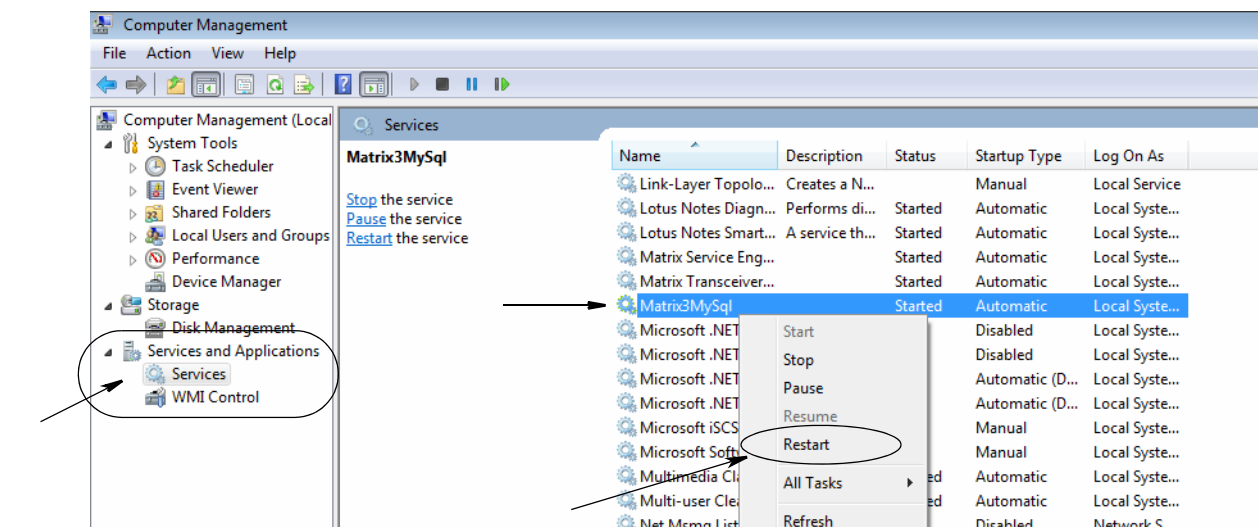 Computer Management
File Action View Help
Computer Management (Local
System Tools
Task Scheduler
Event Viewer
Shared Folders
Local Users and Groups
Performance
Device Manager
Storage
Disk Management
Services and Applications
Services
WMI Control
Services
Matrix3MySql
Stop the service
Pause the service
Restart the service
Name Description Status Startup Type Log On As
Link-Layer Topolo... Creates a N... Manual Local Service
Lotus Notes Diagn... Performs di... Started Automatic Local Syste...
Lotus Notes Smart... A service th... Started Automatic Local Syste...
Matrix Service Eng... Started Automatic Local Syste...
Matrix Transceiver... Started Automatic Local Syste...
Matrix3MySql Started Automatic Local Syste...
Microsoft .NET Disabled Local Syste...
Microsoft .NET Disabled Local Syste...
Microsoft .NET Automatic (D... Local Syste...
Microsoft .NET Automatic (D... Local Syste...
Microsoft iSCS Manual Local Syste...
Microsoft Soft Manual Local Syste...
Multimedia Cl ed Automatic Local Syste...
Multi-user Cle ed Automatic Local Syste...
Net.Msmq List Disabled Network S
Start
Stop
Pause
Resume
Restart
All Tasks
Refresh